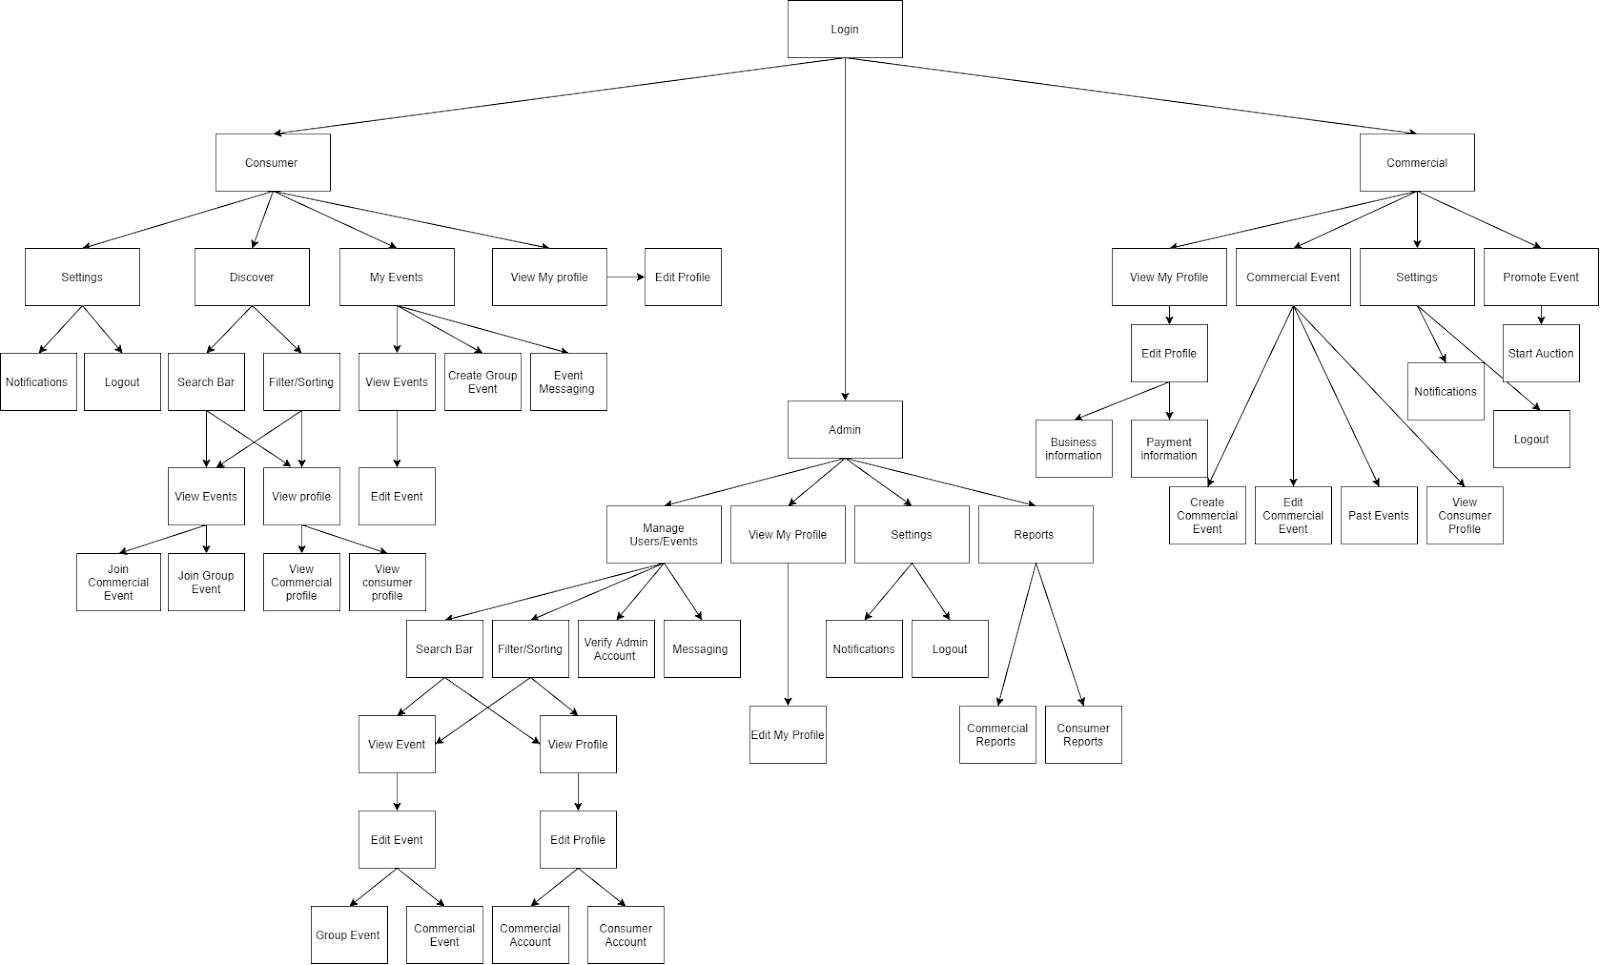 Login
Consumer
Commercial
Settings
Discover
My Events
View My profile
Edit Profile
View My Profile
Commercial Event
Settings
Promote Event
Notifications
Logout
Search Bar
Filter/Sorting
View Events
Create Group
Event
Event
Messaging
Edit Profile
Start Auction
Notifications
Logout
Admin
Business
information
Payment
information
View Events
View profile
Edit Event
Create
Commercial
Event
Edit
Commercial
Event
Past Events
View
Consumer
Profile
Manage
Users/Events
View My Profile
Settings
Reports
Join
Commercial
Event
Join Group
Event
View
Commercial
profile
View
consumer
profile
Search Bar
Filter/Sorting
Verify Admin
Account
Messaging
Notifications
Logout
View Event
View Profile
Edit My Profile
Commercial
Reports
Consumer
Reports
Edit Event
Edit Profile
Group Event
Commercial
Event
Commercial
Account
Consumer
Account